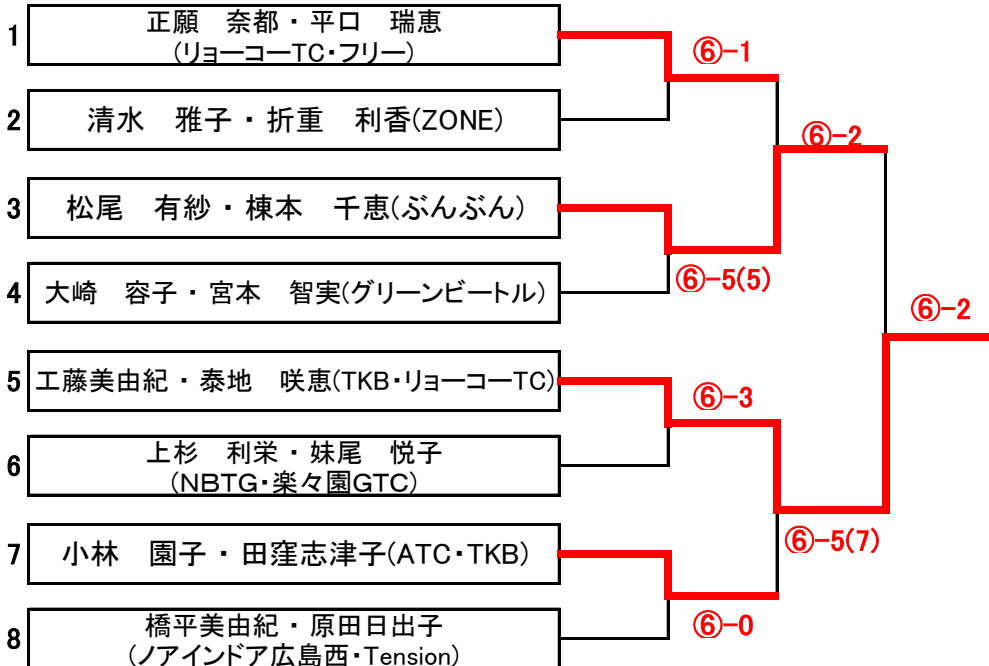 1 正願　奈都・平口　瑞恵
(リョーコーTC・フリー)
⑥-1
2 清水　雅子・折重　利香(ZONE)
⑥-2
3 松尾　有紗・棟本　千恵(ぶんぶん)
⑥-5(5)
4 大崎　容子・宮本　智実(グリーンビートル)
⑥-2
5 工藤美由紀・泰地　咲恵(TKB・リョーコーTC)
⑥-3
6 上杉　利栄・妹尾　悦子
(NBTG・楽々園GTC)
⑥-5(7)
7 小林　園子・田窪志津子(ATC・TKB)
⑥-0
8 橋平美由紀・原田日出子
(ノアインドア広島西・Tension)